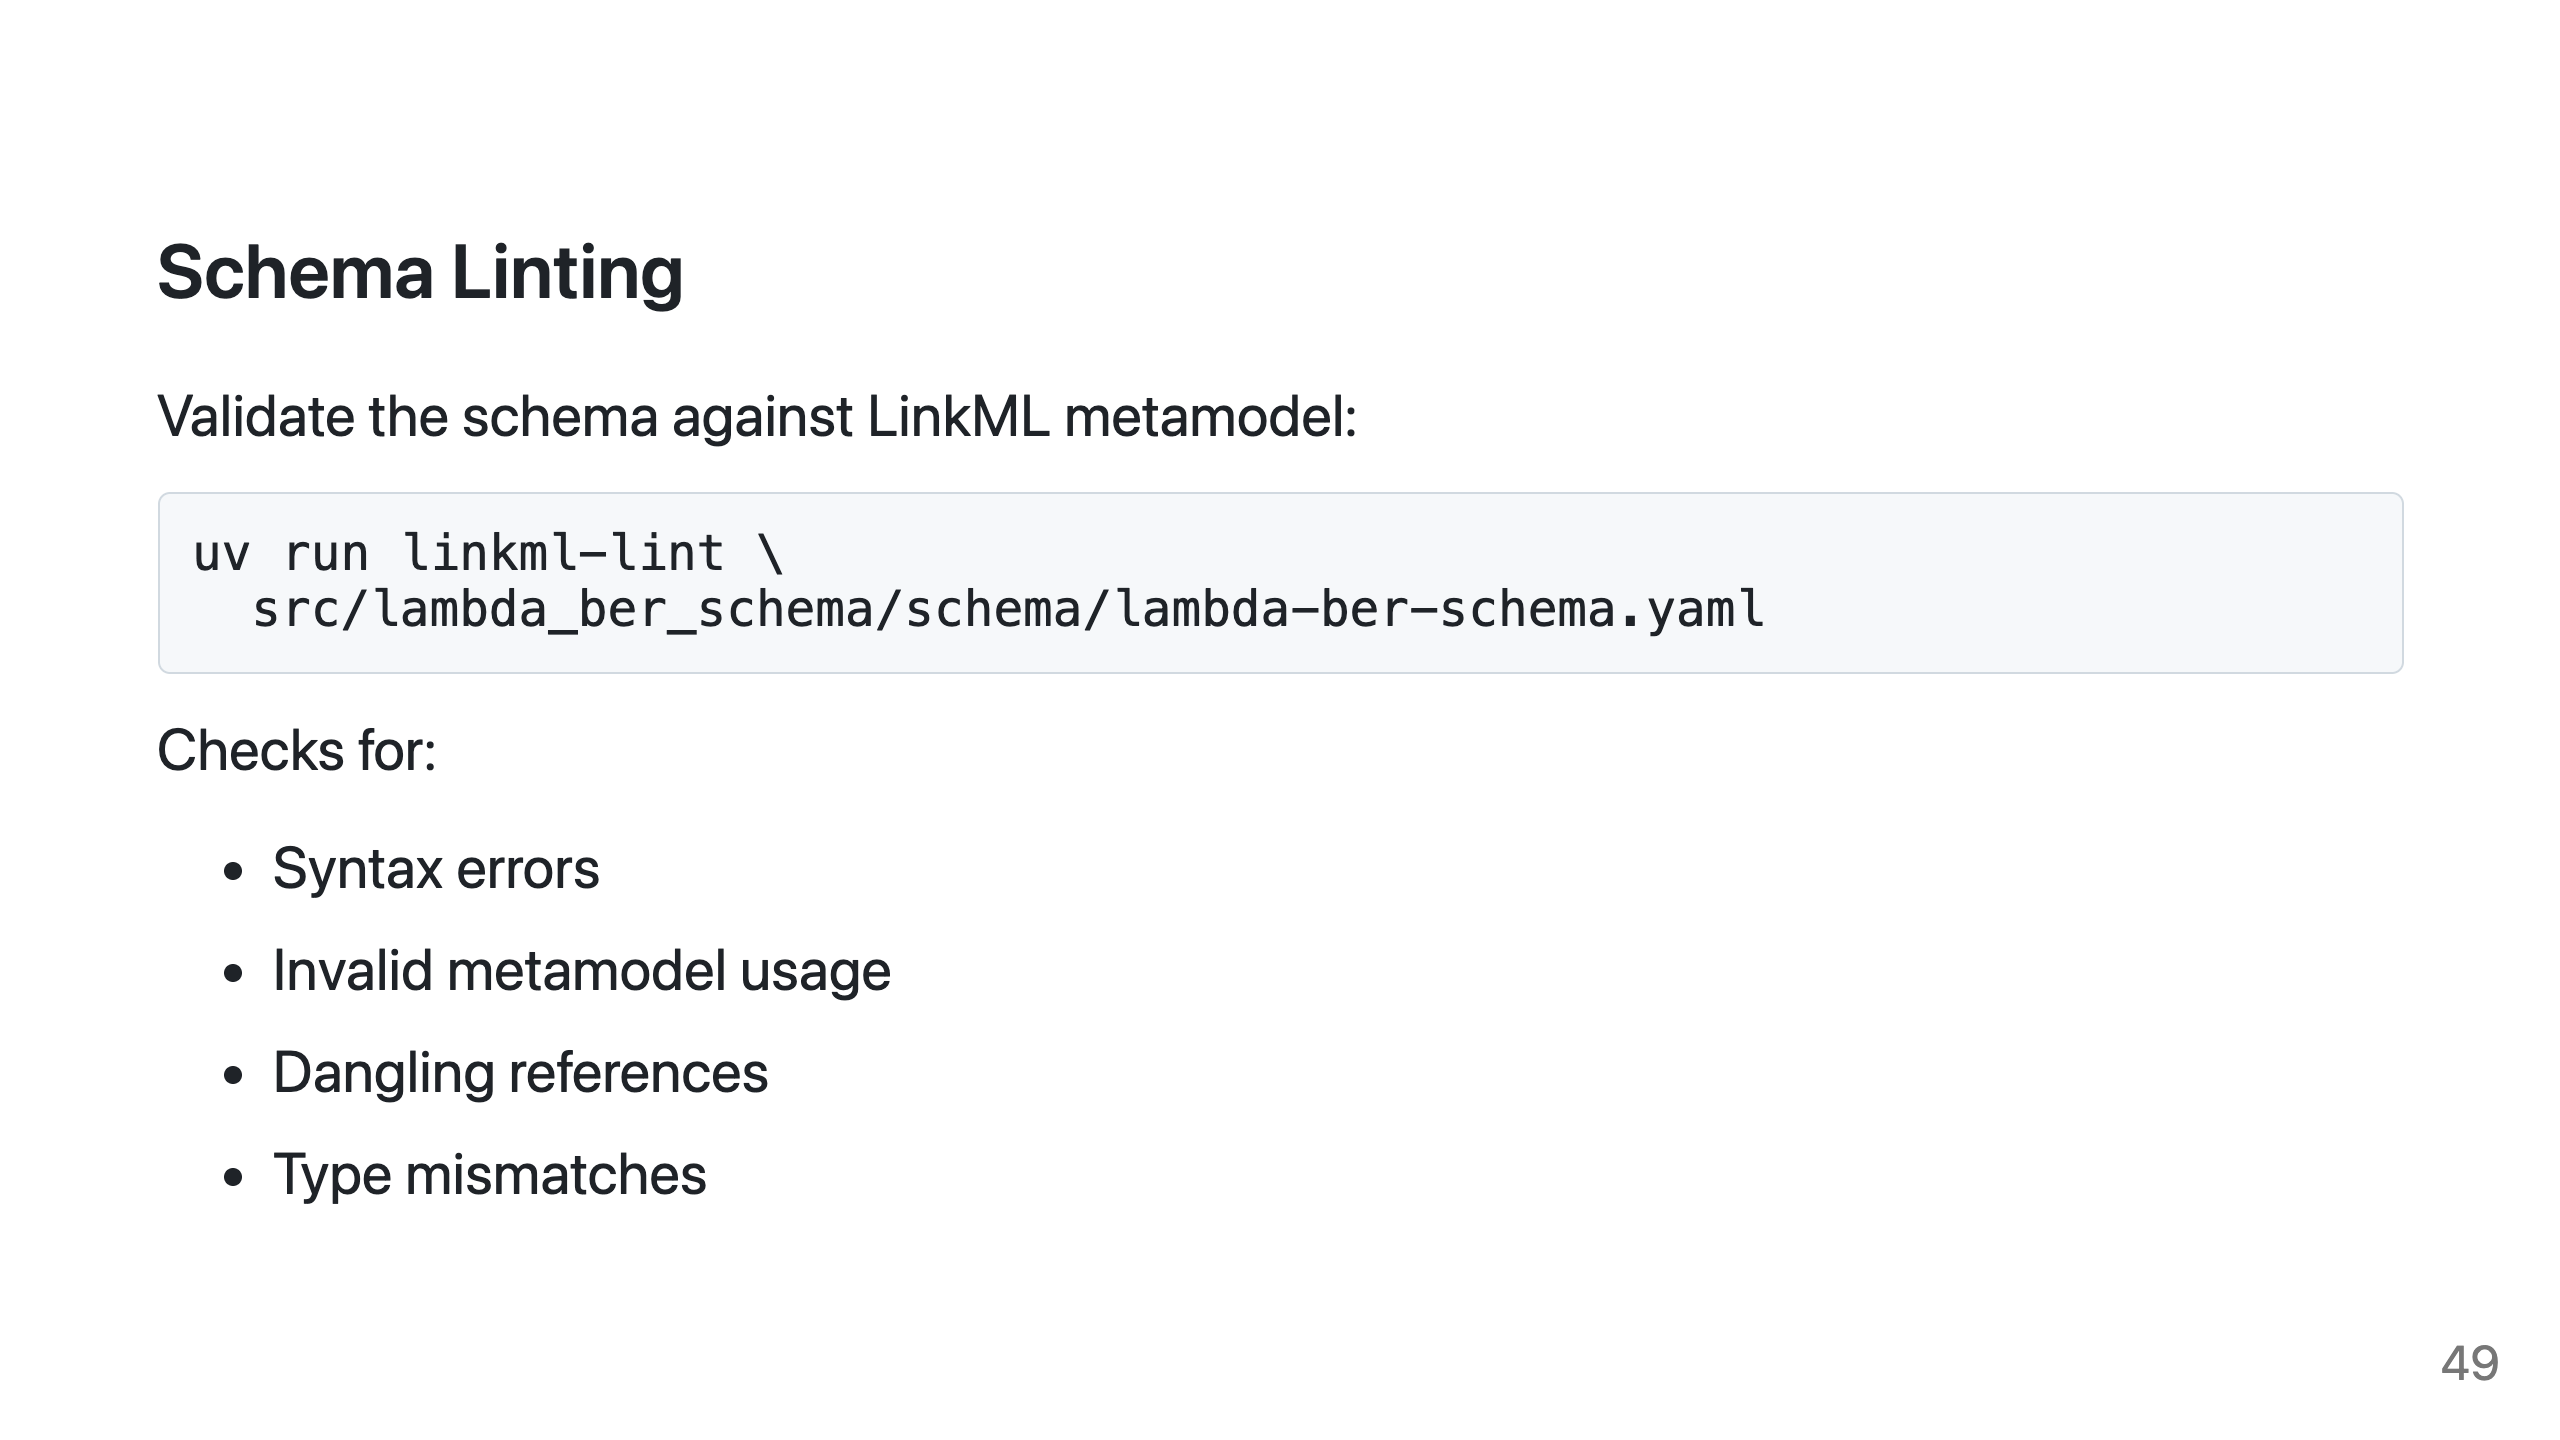 Schema Linting
Validate the schema against LinkML metamodel:
uv run linkml-lint \
  src/lambda_ber_schema/schema/lambda-ber-schema.yaml
Checks for:
• Syntax errors
• Invalid metamodel usage
• Dangling references
• Type mismatches
49